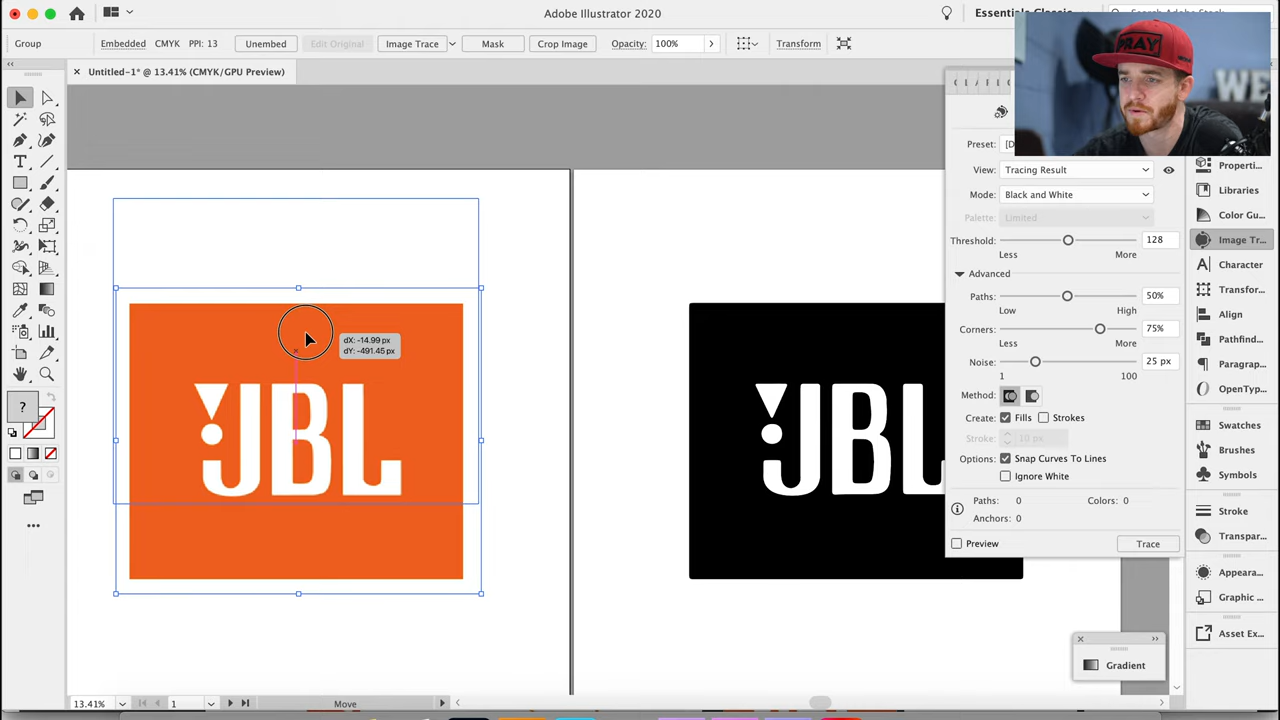 Adobe Illustrator 2020
Essentials Classic
Adobe Stock
Group
Embedded
CMYK
PPI: 13
Unembed
Edit Original
Image Trace
Mask
Crop Image
Opacity:
100%
Transform
× Untitled-1* @ 13.41% (CMYK/GPU Preview)
PRAY
WE
Preset:
View:
Tracing Result
Mode:
Black and White
Palette:
Limited
Threshold:
128
Less
More
Advanced
Paths:
50%
Low
High
Corners:
75%
Less
More
Noise:
25 px
1
100
Method:
Create:
Fills
Strokes
Stroke:
10 px
Options:
Snap Curves To Lines
Ignore White
Paths:
0
Colors:
0
Anchors:
0
Preview
Trace
Properti...
Libraries
Color Gu...
Image Tr...
Character
Transfor...
Align
Pathfind...
Paragrap...
OpenTyp...
Swatches
Brushes
Symbols
Stroke
Transpar...
Appeara...
Graphic ...
Asset Ex...
Gradient
dX: -14.99 px
dY: -491.45 px
JBL
JBL
?
13.41%
1
Move